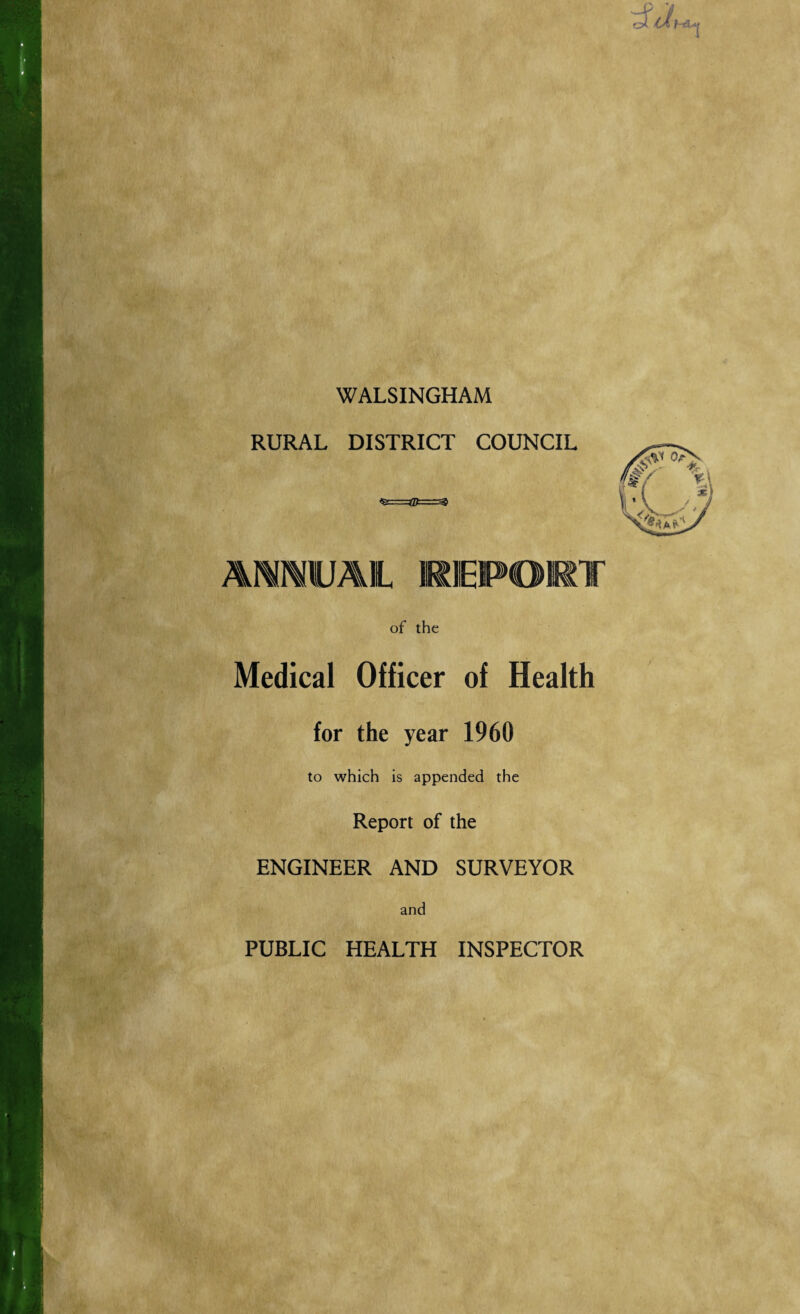 WALSINGHAM
RURAL DISTRICT COUNCIL
ANNUAL REPORT
of the
Medical Officer of Health
for the year 1960
to which is appended the
Report of the
ENGINEER AND SURVEYOR
and
PUBLIC HEALTH INSPECTOR